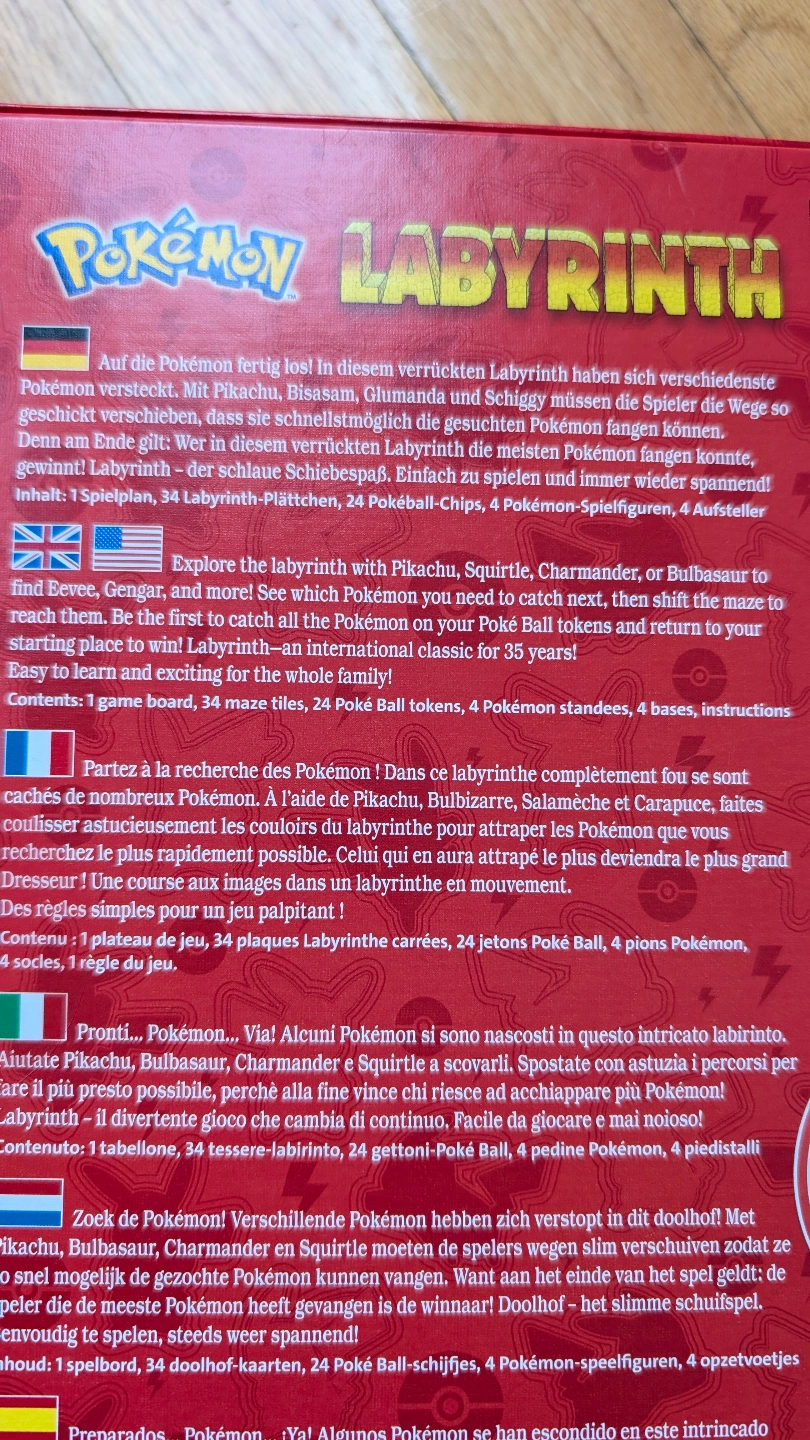 POKéMON™ LABYRINTH
Auf die Pokémon fertig los! In diesem verrückten Labyrinth haben sich verschiedenste
Pokémon versteckt. Mit Pikachu, Bisasam, Glumanda und Schiggy müssen die Spieler die Wege so
geschickt verschieben, dass sie schnellstmöglich die gesuchten Pokémon fangen können.
Denn am Ende gilt: Wer in diesem verrückten Labyrinth die meisten Pokémon fangen konnte,
gewinnt! Labyrinth – der schlaue Schiebespaß. Einfach zu spielen und immer wieder spannend!
Inhalt: 1 Spielplan, 34 Labyrinth-Plättchen, 24 Pokéball-Chips, 4 Pokémon-Spielfiguren, 4 Aufsteller
Explore the labyrinth with Pikachu, Squirtle, Charmander, or Bulbasaur to
find Eevee, Gengar, and more! See which Pokémon you need to catch next, then shift the maze to
reach them. Be the first to catch all the Pokémon on your Poké Ball tokens and return to your
starting place to win! Labyrinth—an international classic for 35 years!
Easy to learn and exciting for the whole family!
Contents: 1 game board, 34 maze tiles, 24 Poké Ball tokens, 4 Pokémon standees, 4 bases, instructions
Partez à la recherche des Pokémon ! Dans ce labyrinthe complètement fou se sont
cachés de nombreux Pokémon. À l'aide de Pikachu, Bulbizarre, Salamèche et Carapuce, faites
coulisser astucieusement les couloirs du labyrinthe pour attraper les Pokémon que vous
recherchez le plus rapidement possible. Celui qui en aura attrapé le plus deviendra le plus grand
Dresseur ! Une course aux images dans un labyrinthe en mouvement.
Des règles simples pour un jeu palpitant !
Contenu : 1 plateau de jeu, 34 plaques Labyrinthe carrées, 24 jetons Poké Ball, 4 pions Pokémon,
4 socles, 1 règle du jeu.
Pronti... Pokémon... Via! Alcuni Pokémon si sono nascosti in questo intricato labirinto.
Aiutate Pikachu, Bulbasaur, Charmander e Squirtle a scovarli. Spostate con astuzia i percorsi per
fare il più presto possibile, perchè alla fine vince chi riesce ad acchiappare più Pokémon!
Labyrinth – il divertente gioco che cambia di continuo. Facile da giocare e mai noioso!
Contenuto: 1 tabellone, 34 tessere-labirinto, 24 gettoni-Poké Ball, 4 pedine Pokémon, 4 piedistalli
Zoek de Pokémon! Verschillende Pokémon hebben zich verstopt in dit doolhof! Met
Pikachu, Bulbasaur, Charmander en Squirtle moeten de spelers wegen slim verschuiven zodat ze
o snel mogelijk de gezochte Pokémon kunnen vangen. Want aan het einde van het spel geldt: de
peler die de meeste Pokémon heeft gevangen is de winnaar! Doolhof – het slimme schuifspel.
envoudig te spelen, steeds weer spannend!
nhoud: 1 spelbord, 34 doolhof-kaarten, 24 Poké Ball-schijfjes, 4 Pokémon-speelfiguren, 4 opzetvoetjes
Preparados... Pokémon... ¡Ya! Algunos Pokémon se han escondido en este intrincado